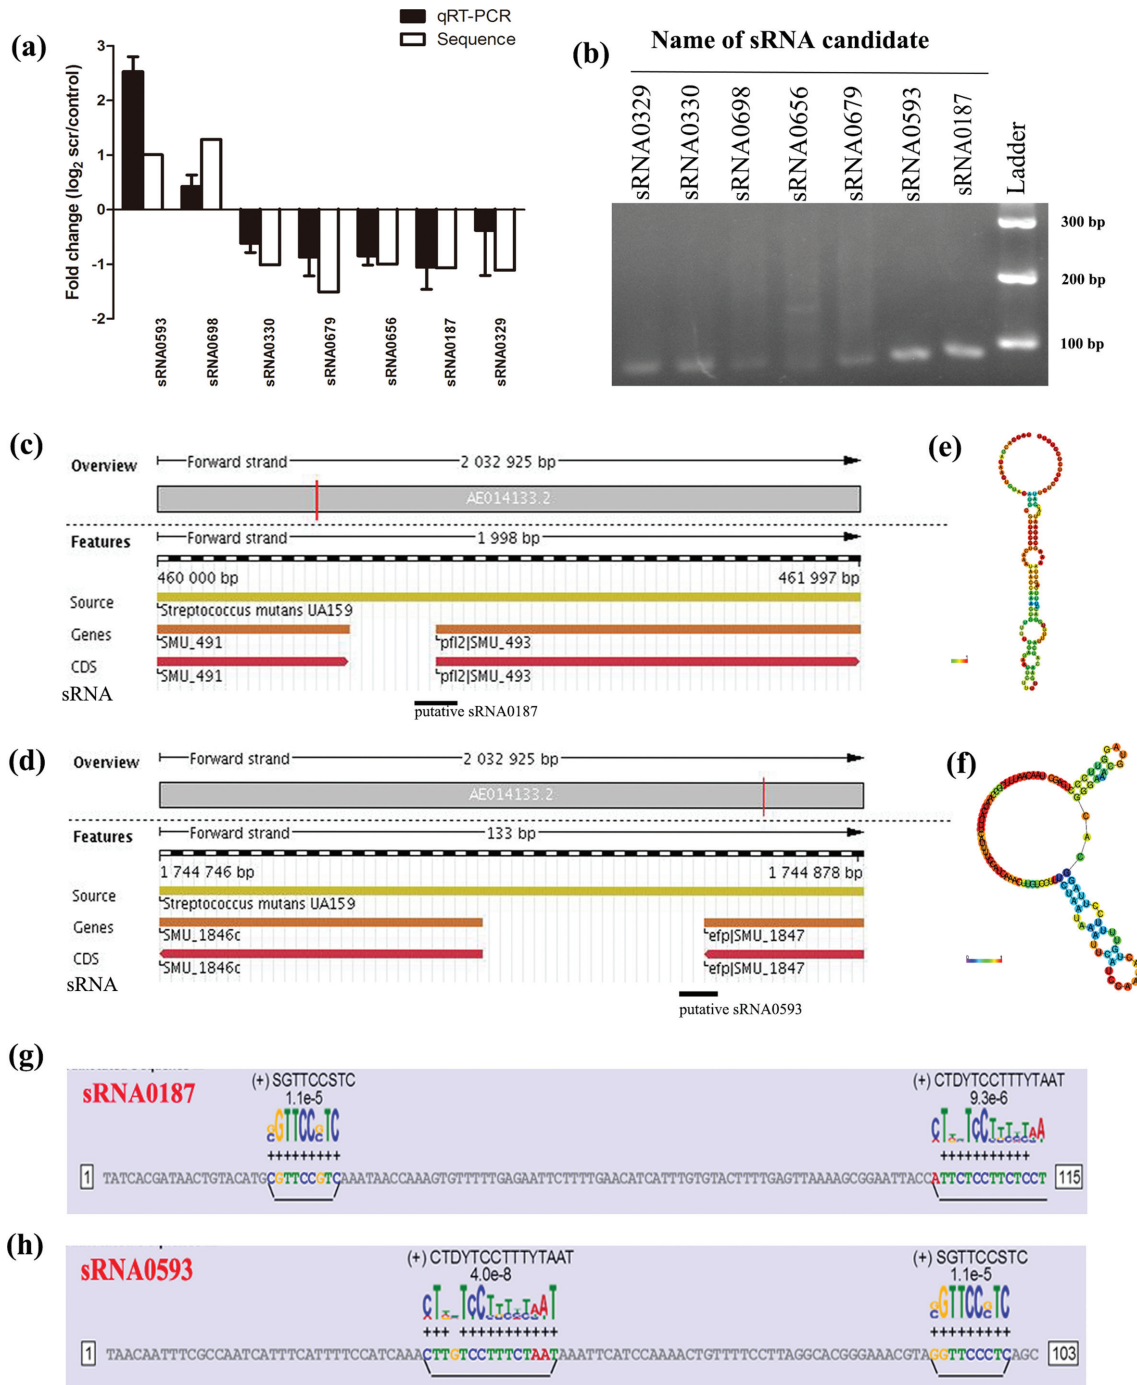 (a)
qRT-PCR
Sequence
Fold change (log2 scr/control)
3
2
1
0
-1
-2
sRNA0593
sRNA0698
sRNA0330
sRNA0679
sRNA0656
sRNA0187
sRNA0329
(b)
Name of sRNA candidate
sRNA0329
sRNA0330
sRNA0698
sRNA0656
sRNA0679
sRNA0593
sRNA0187
Ladder
300 bp
200 bp
100 bp
(c)
Overview
Forward strand
2 032 925 bp
AE014133.2
Features
Forward strand
1 998 bp
460 000 bp
461 997 bp
Source
Streptococcus mutans UA159
Genes
SMU_491
pfl2|SMU_493
CDS
SMU_491
pfl2|SMU_493
sRNA
putative sRNA0187
(d)
Overview
Forward strand
2 032 925 bp
AE014133.2
Features
Forward strand
133 bp
1 744 746 bp
1 744 878 bp
Source
Streptococcus mutans UA159
Genes
SMU_1846c
efp|SMU_1847
CDS
SMU_1846c
efp|SMU_1847
sRNA
putative sRNA0593
(e)
(f)
(g)
sRNA0187
(+) SGTTCCSTC
1.1e-5
(+) CTDYTCCTTTYTAAT
9.3e-6
1
TATCACGATAACTGTACATGCGTTCCGTCAAATAACCAAAGTGTTTTTGAGAATTCTTTTGAACATCATTTGTGTACTTTTGAGTTAAAAGCGGAATTACCATTCTCCTTCTCCT
115
(h)
sRNA0593
(+) CTDYTCCTTTYTAAT
4.0e-8
(+) SGTTCCSTC
1.1e-5
1
TAACAATTTCGCCAATCATTTCATTTTCCATCAAACTTGTCCTTTCTAATAAATTCATCCAAAACTGTTTTCCTTAGGCACGGGAAACGTAGGTTCCCTCAGC
103